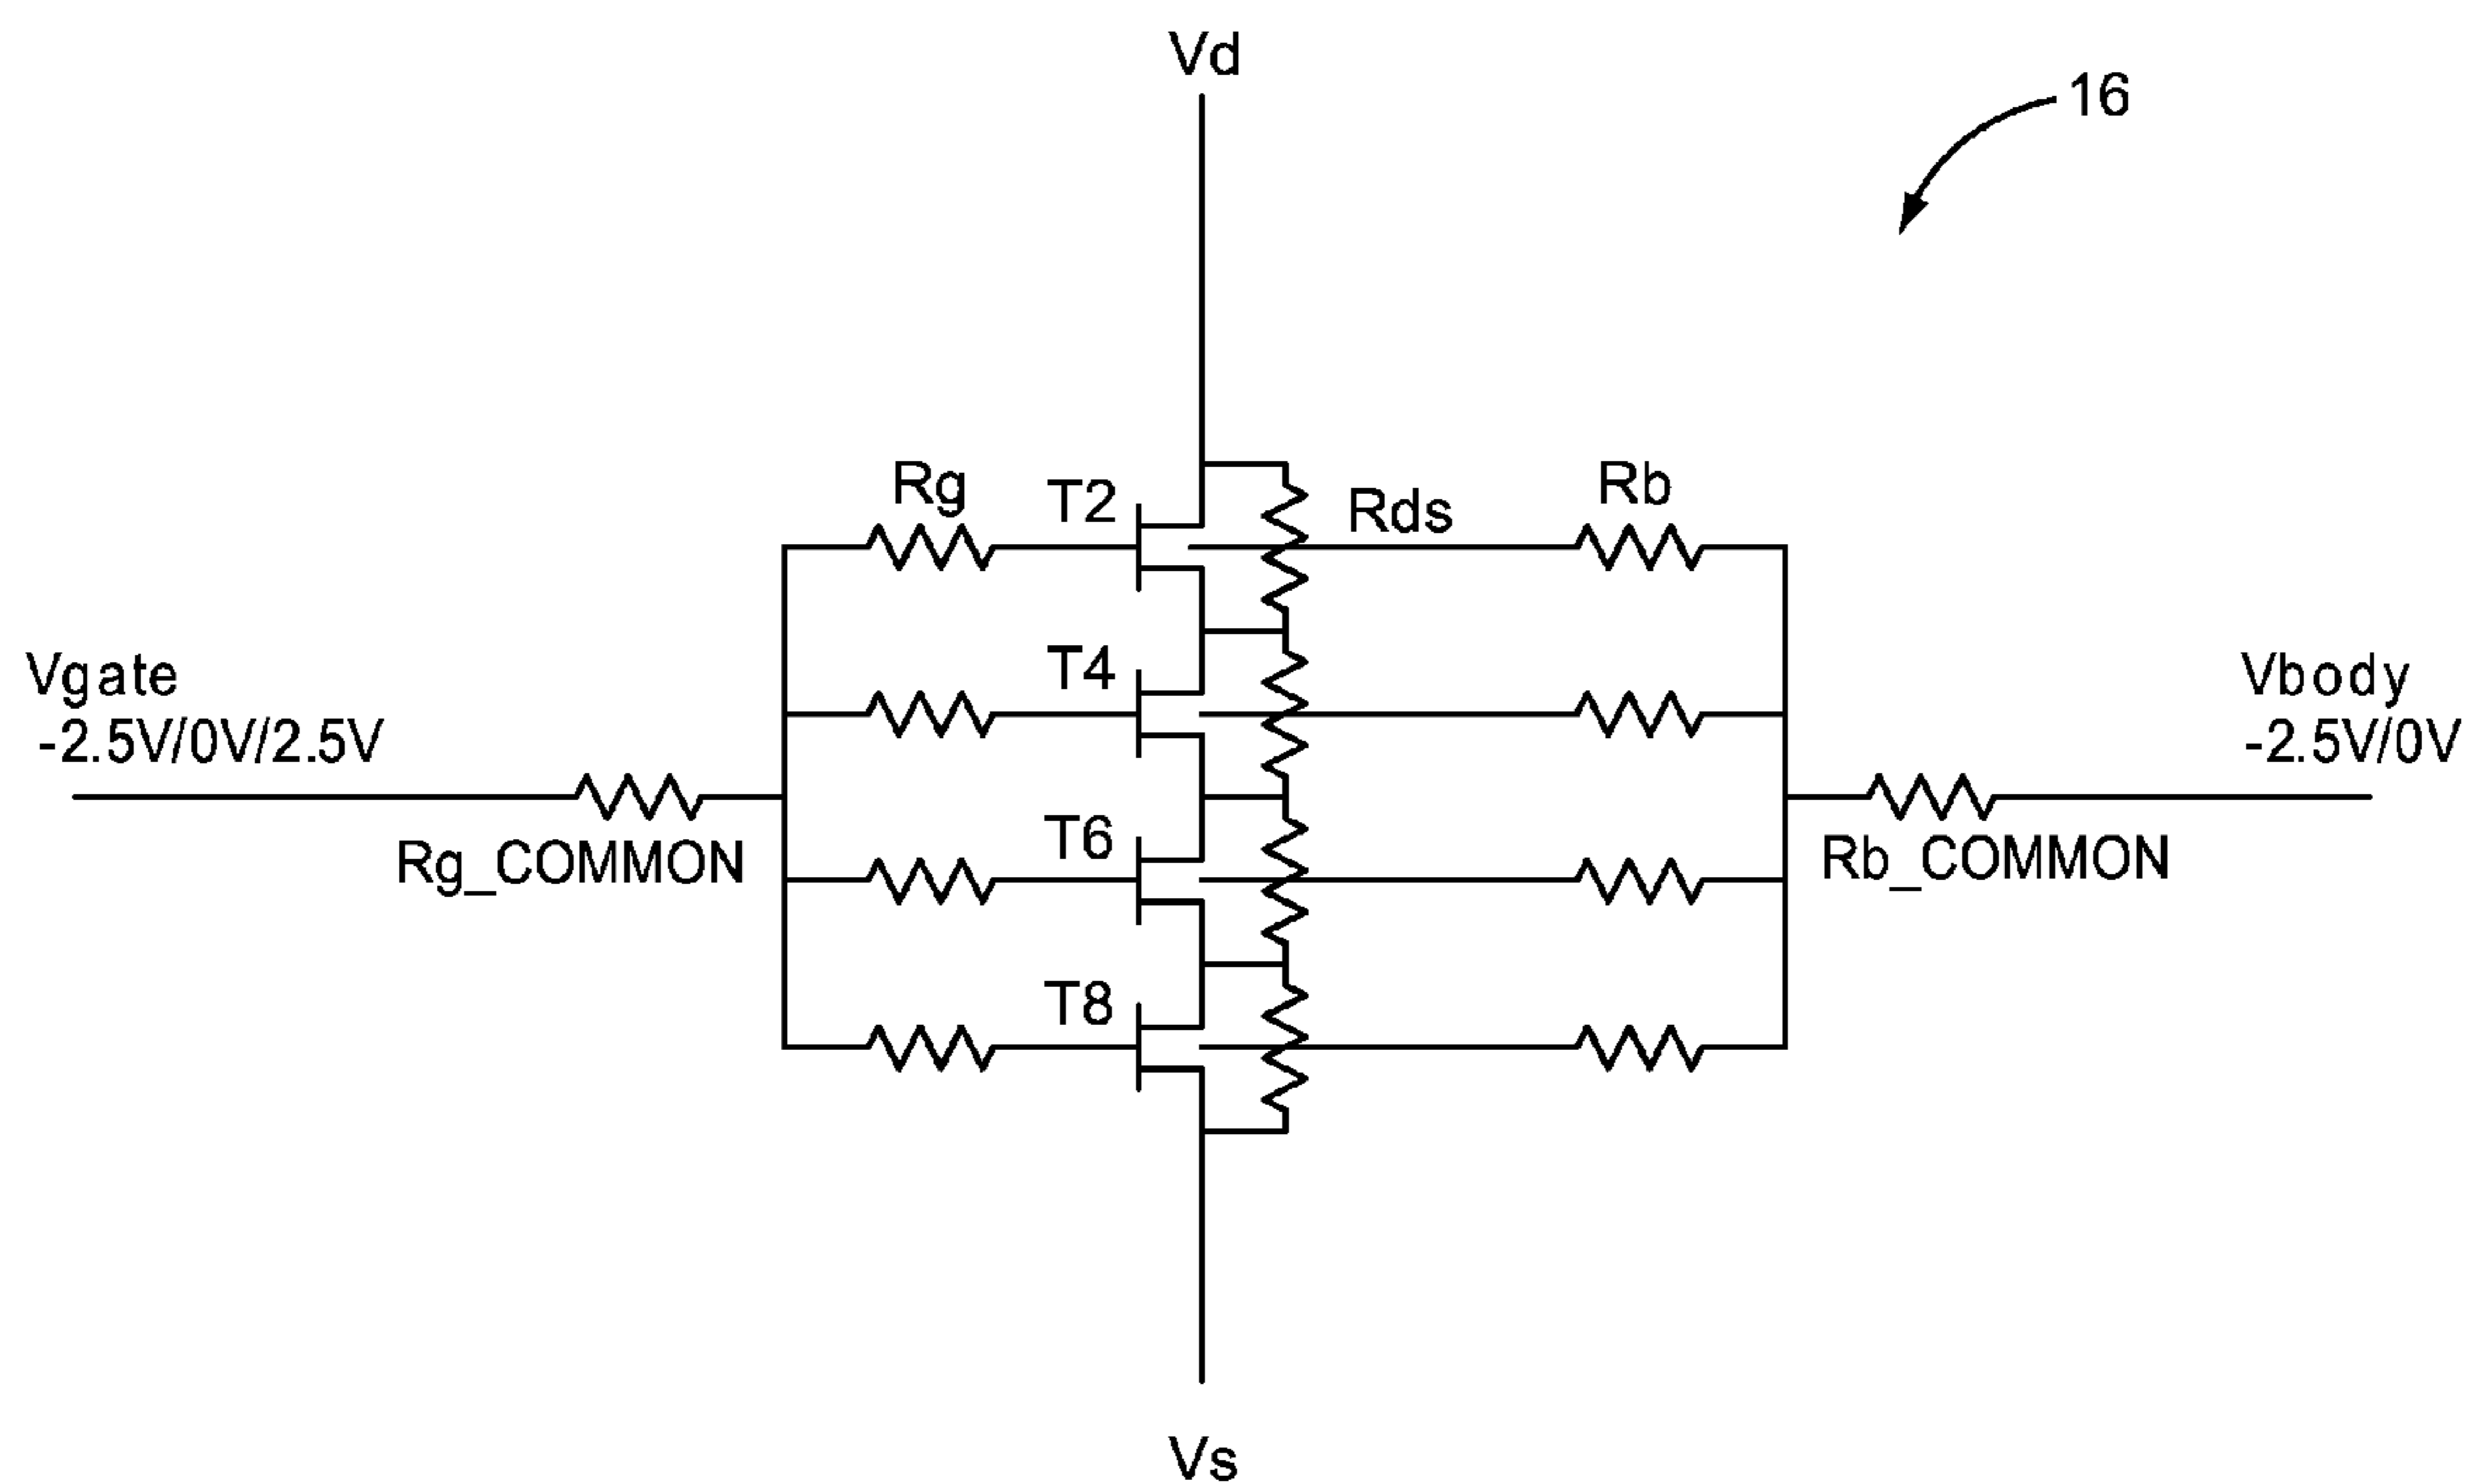 Vd
16
Rg
T2
Rds
Rb
T4
Vgate
-2.5V/0V/2.5V
Vbody
-2.5V/0V
Rg_COMMON
T6
Rb_COMMON
T8
Vs